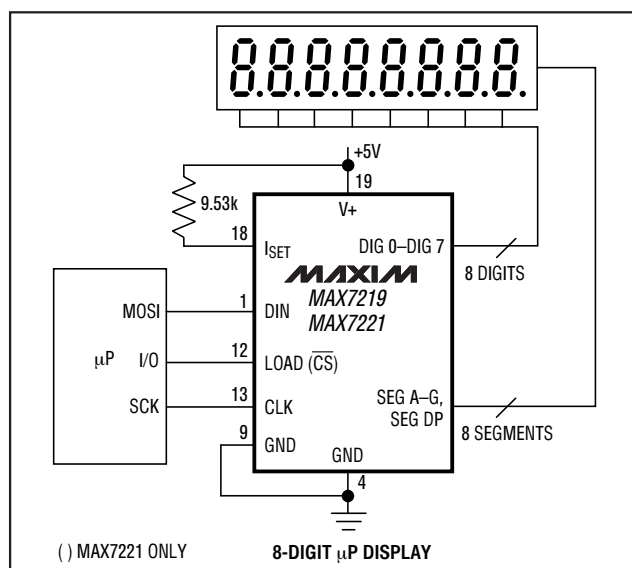 8.8.8.8.8.8.8.8.
+5V
19
V+
9.53k
18
ISET
DIG 0–DIG 7
8 DIGITS
MAXIM
MAX7219
MAX7221
MOSI
1
DIN
μP
I/O
12
LOAD (C̅S̅)
SCK
13
CLK
SEG A–G,
SEG DP
8 SEGMENTS
9
GND
GND
4
( ) MAX7221 ONLY
8-DIGIT μP DISPLAY